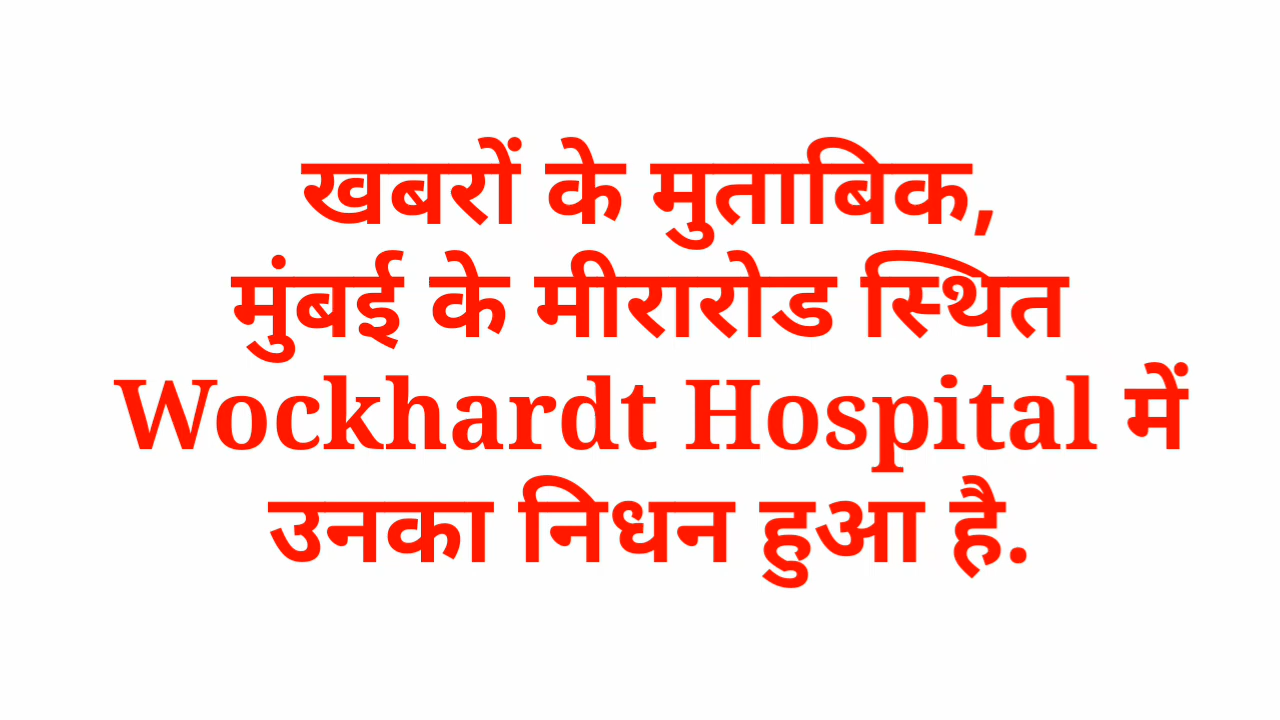 खबरों के मुताबिक,
मुंबई के मीरारोड स्थित
Wockhardt Hospital में
उनका निधन हुआ है.